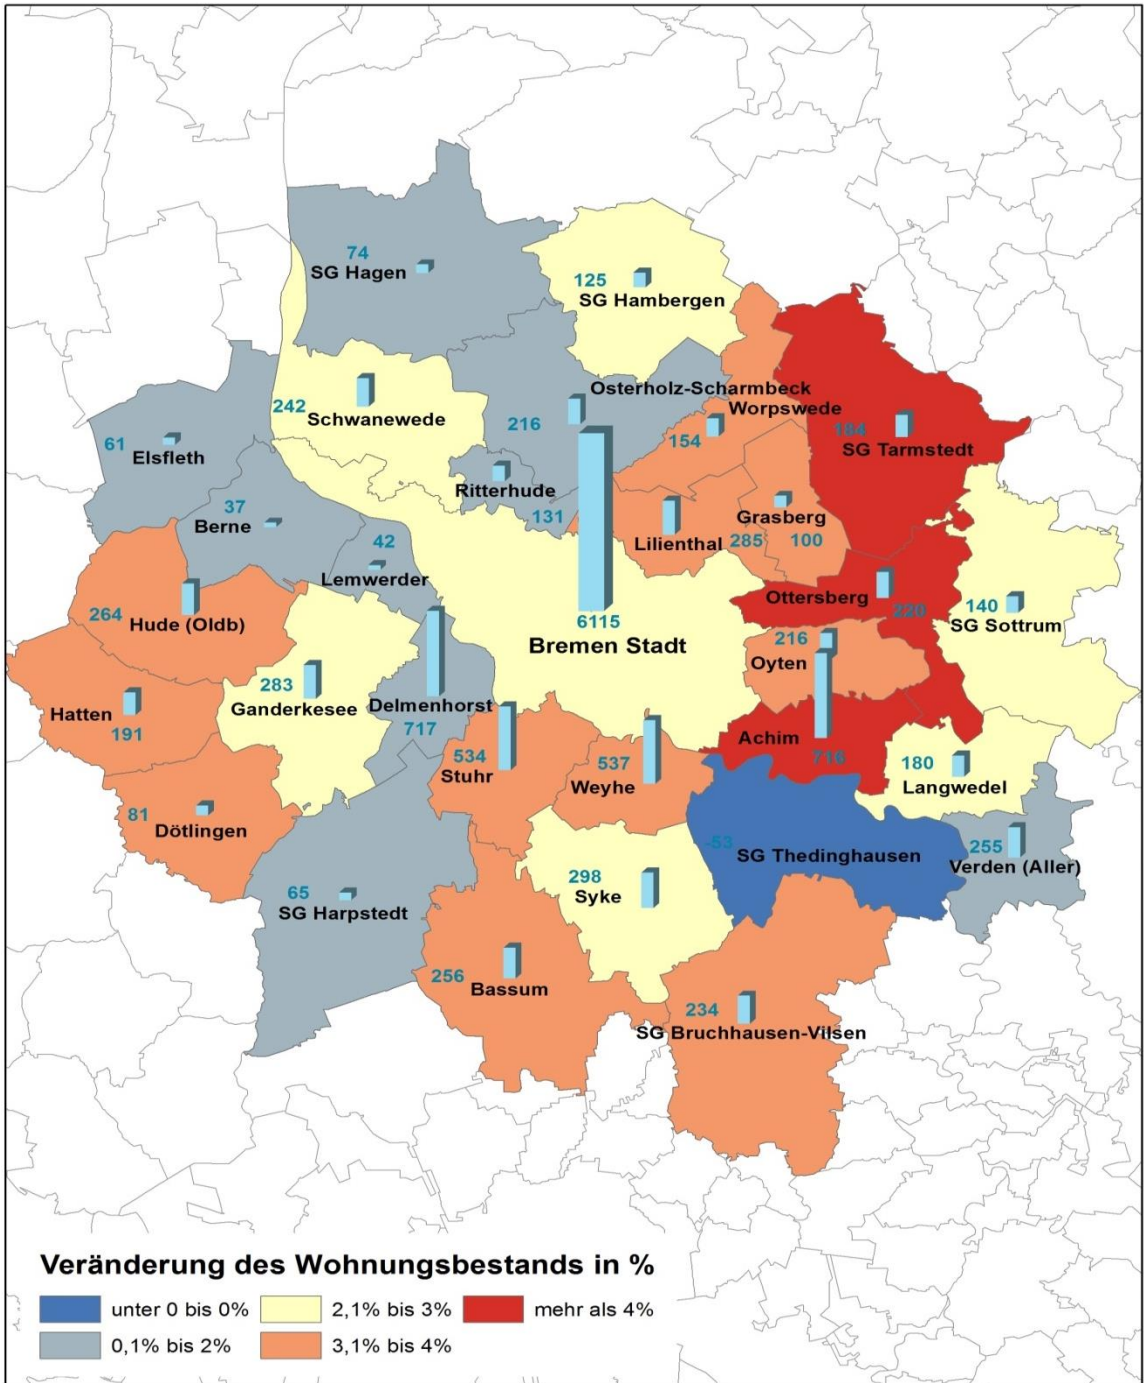 74
SG Hagen
125
SG Hambergen
Osterholz-Scharmbeck
216
242
Schwanewede
Worpswede
154
184
SG Tarmstedt
61
Elsfleth
Ritterhude
131
37
Berne
42
Lemwerder
Grasberg
100
Lilienthal
285
Ottersberg
220
140
SG Sottrum
264
Hude (Oldb)
6115
Bremen Stadt
216
Oyten
283
Ganderkesee
Delmenhorst
717
Hatten
191
534
Stuhr
537
Weyhe
Achim
716
180
Langwedel
81
Dötlingen
-53
SG Thedinghausen
255
Verden (Aller)
65
SG Harpstedt
298
Syke
256
Bassum
234
SG Bruchhausen-Vilsen
Veränderung des Wohnungsbestands in %
unter 0 bis 0%
2,1% bis 3%
mehr als 4%
0,1% bis 2%
3,1% bis 4%